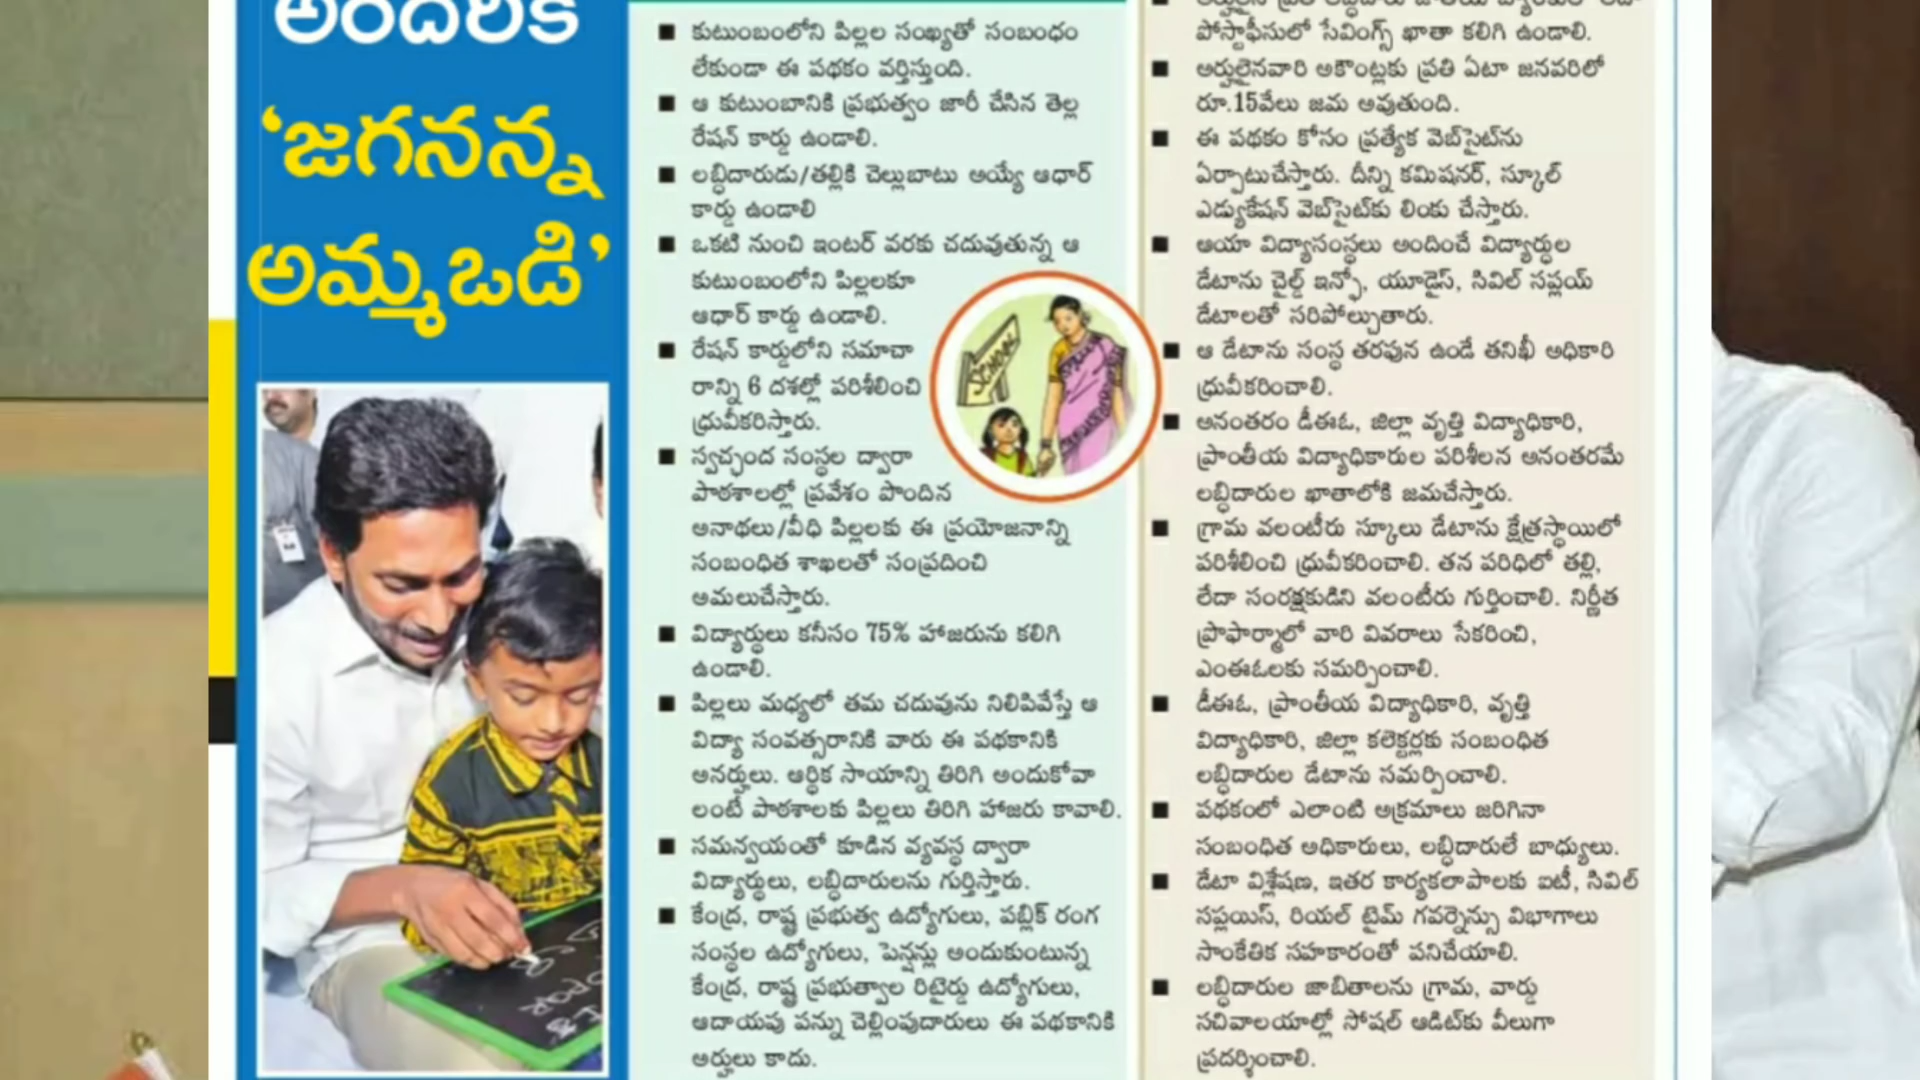 అందరికీ
‘జగనన్న
అమ్మ ఒడి’
■ కుటుంబంలోని పిల్లల సంఖ్యతో సంబంధం
లేకుండా ఈ పథకం వర్తిస్తుంది.
■ ఆ కుటుంబానికి ప్రభుత్వం జారీ చేసిన తెల్ల
రేషన్ కార్డు ఉండాలి.
■ లబ్ధిదారుడు/తల్లికి చెల్లుబాటు అయ్యే ఆధార్
కార్డు ఉండాలి
■ ఒకటి నుంచి ఇంటర్ వరకు చదువుతున్న ఆ
కుటుంబంలోని పిల్లలకూ
ఆధార్ కార్డు ఉండాలి.
■ రేషన్ కార్డులోని సమాచా
రాన్ని 6 దశల్లో పరిశీలించి
ధ్రువీకరిస్తారు.
■ స్వచ్ఛంద సంస్థల ద్వారా
పాఠశాలల్లో ప్రవేశం పొందిన
అనాథలు/వీధి పిల్లలకు ఈ ప్రయోజనాన్ని
సంబంధిత శాఖలతో సంప్రదించి
అమలుచేస్తారు.
■ విద్యార్థులు కనీసం 75% హాజరును కలిగి
ఉండాలి.
■ పిల్లలు మధ్యలో తమ చదువును నిలిపివేస్తే ఆ
విద్యా సంవత్సరానికి వారు ఈ పథకానికి
అనర్హులు. ఆర్థిక సాయాన్ని తిరిగి అందుకోవా
లంటే పాఠశాలకు పిల్లలు తిరిగి హాజరు కావాలి.
■ సమన్వయంతో కూడిన వ్యవస్థ ద్వారా
విద్యార్థులు, లబ్ధిదారులను గుర్తిస్తారు.
■ కేంద్ర, రాష్ట్ర ప్రభుత్వ ఉద్యోగులు, పబ్లిక్ రంగ
సంస్థల ఉద్యోగులు, పెన్షన్లు అందుకుంటున్న
కేంద్ర, రాష్ట్ర ప్రభుత్వాల రిటైర్డు ఉద్యోగులు,
ఆదాయపు పన్ను చెల్లింపుదారులు ఈ పథకానికి
అర్హులు కాదు.
SCHOOL
పోస్టాఫీసులో సేవింగ్స్ ఖాతా కలిగి ఉండాలి.
■ అర్హులైనవారి అకౌంట్లకు ప్రతి ఏటా జనవరిలో
రూ.15వేలు జమ అవుతుంది.
■ ఈ పథకం కోసం ప్రత్యేక వెబ్‌సైట్‌ను
ఏర్పాటుచేస్తారు. దీన్ని కమిషనర్, స్కూల్
ఎడ్యుకేషన్ వెబ్‌సైట్‌కు లింకు చేస్తారు.
■ ఆయా విద్యాసంస్థలు అందించే విద్యార్థుల
డేటాను చైల్డ్ ఇన్ఫో, యూడైస్, సివిల్ సప్లయ్
డేటాలతో సరిపోల్చుతారు.
■ ఆ డేటాను సంస్థ తరఫున ఉండే తనిఖీ అధికారి
ధ్రువీకరించాలి.
■ అనంతరం డీఈఓ, జిల్లా వృత్తి విద్యాధికారి,
ప్రాంతీయ విద్యాధికారుల పరిశీలన అనంతరమే
లబ్ధిదారుల ఖాతాలోకి జమచేస్తారు.
■ గ్రామ వలంటీరు స్కూలు డేటాను క్షేత్రస్థాయిలో
పరిశీలించి ధ్రువీకరించాలి. తన పరిధిలో తల్లి,
లేదా సంరక్షకుడిని వలంటీరు గుర్తించాలి. నిర్ణీత
ప్రొఫార్మాలో వారి వివరాలు సేకరించి,
ఎంఈఓలకు సమర్పించాలి.
■ డీఈఓ, ప్రాంతీయ విద్యాధికారి, వృత్తి
విద్యాధికారి, జిల్లా కలెక్టర్లకు సంబంధిత
లబ్ధిదారుల డేటాను సమర్పించాలి.
■ పథకంలో ఎలాంటి అక్రమాలు జరిగినా
సంబంధిత అధికారులు, లబ్ధిదారులే బాధ్యులు.
■ డేటా విశ్లేషణ, ఇతర కార్యకలాపాలకు ఐటీ, సివిల్
సప్లయిస్, రియల్ టైమ్ గవర్నెన్సు విభాగాలు
సాంకేతిక సహకారంతో పనిచేయాలి.
■ లబ్ధిదారుల జాబితాలను గ్రామ, వార్డు
సచివాలయాల్లో సోషల్ ఆడిట్‌కు వీలుగా
ప్రదర్శించాలి.